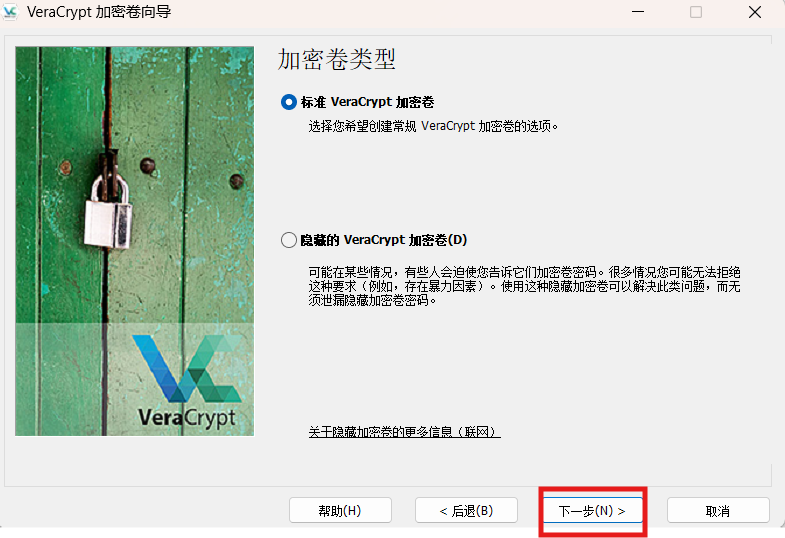 VeraCrypt 加密卷向导
加密卷类型
标准 VeraCrypt 加密卷
选择您希望创建常规 VeraCrypt 加密卷的选项。
隐藏的 VeraCrypt 加密卷(D)
可能在某些情况，有些人会迫使您告诉它们加密卷密码。很多情况您可能无法拒绝
这种要求（例如，存在暴力因素）。使用这种隐藏加密卷可以解决此类问题，而无
须泄漏隐藏加密卷密码。
VeraCrypt
关于隐藏加密卷的更多信息（联网）
帮助(H)
< 后退(B)
下一步(N) >
取消